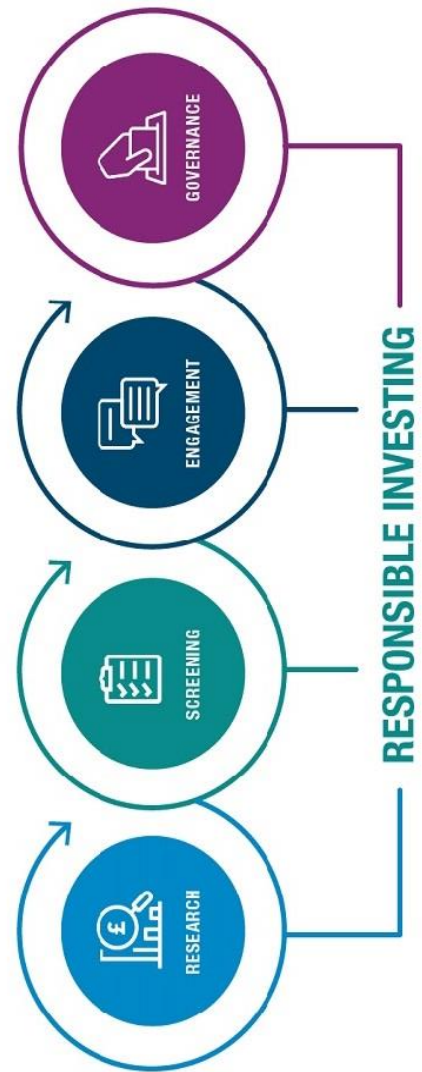 RESEARCH
SCREENING
ENGAGEMENT
GOVERNANCE
£
RESPONSIBLE INVESTING